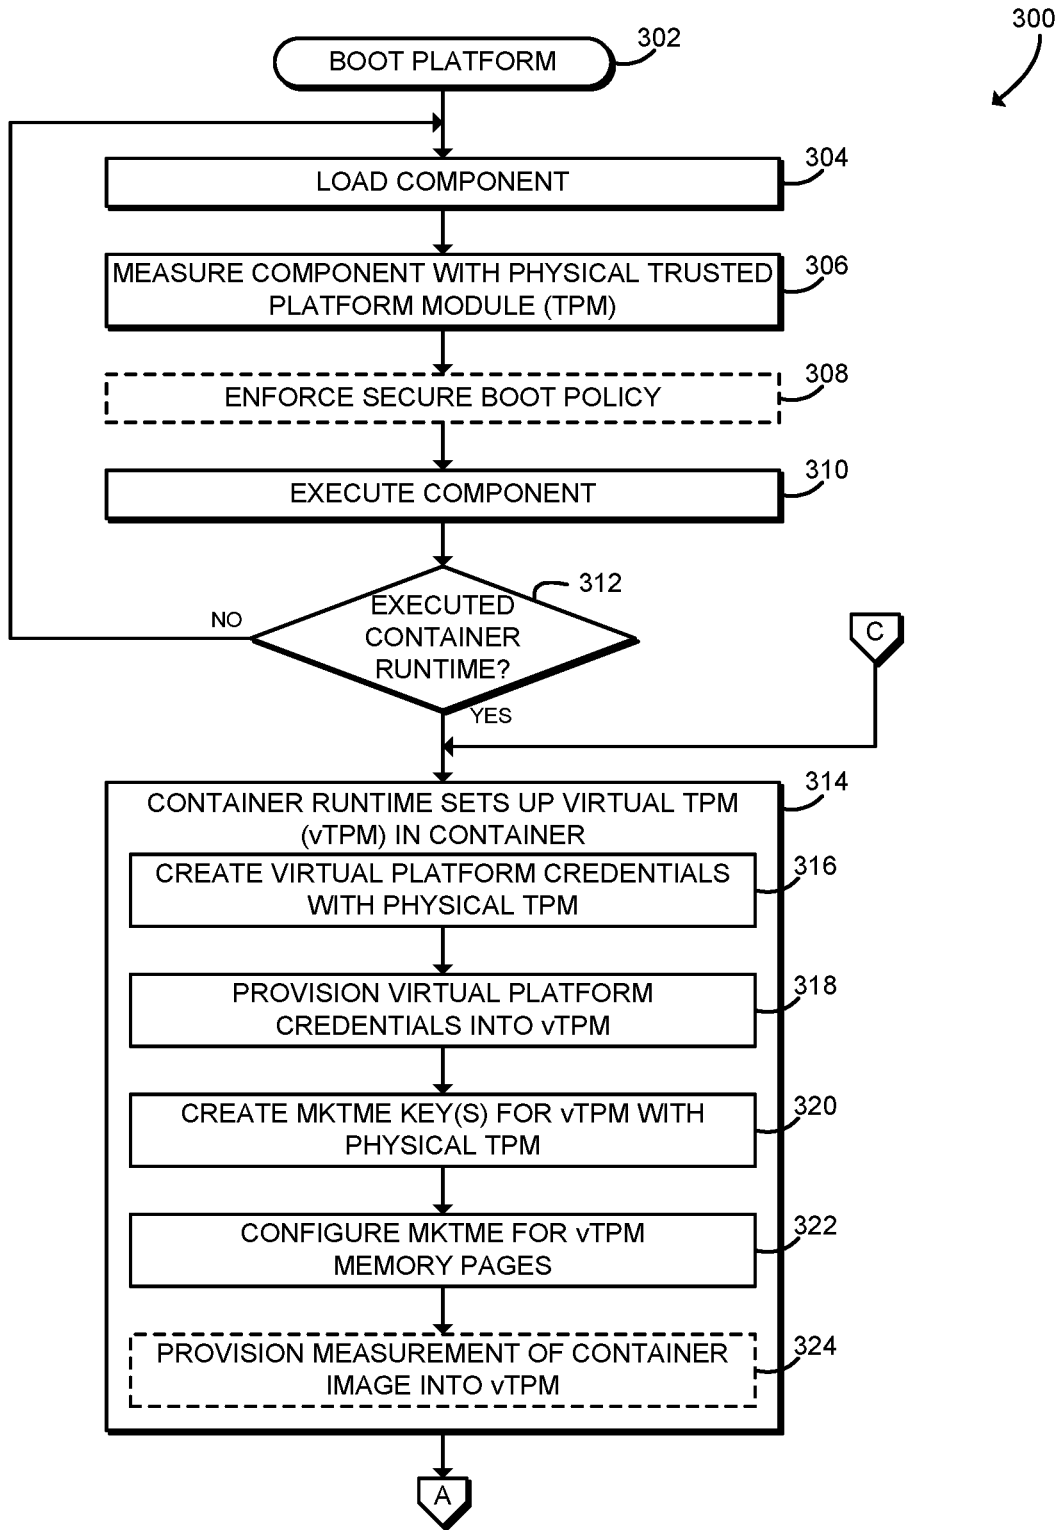 300
BOOT PLATFORM
302
LOAD COMPONENT
304
MEASURE COMPONENT WITH PHYSICAL TRUSTED
PLATFORM MODULE (TPM)
306
ENFORCE SECURE BOOT POLICY
308
EXECUTE COMPONENT
310
EXECUTED
CONTAINER
RUNTIME?
312
NO
YES
C
CONTAINER RUNTIME SETS UP VIRTUAL TPM
(vTPM) IN CONTAINER
314
CREATE VIRTUAL PLATFORM CREDENTIALS
WITH PHYSICAL TPM
316
PROVISION VIRTUAL PLATFORM
CREDENTIALS INTO vTPM
318
CREATE MKTME KEY(S) FOR vTPM WITH
PHYSICAL TPM
320
CONFIGURE MKTME FOR vTPM
MEMORY PAGES
322
PROVISION MEASUREMENT OF CONTAINER
IMAGE INTO vTPM
324
A